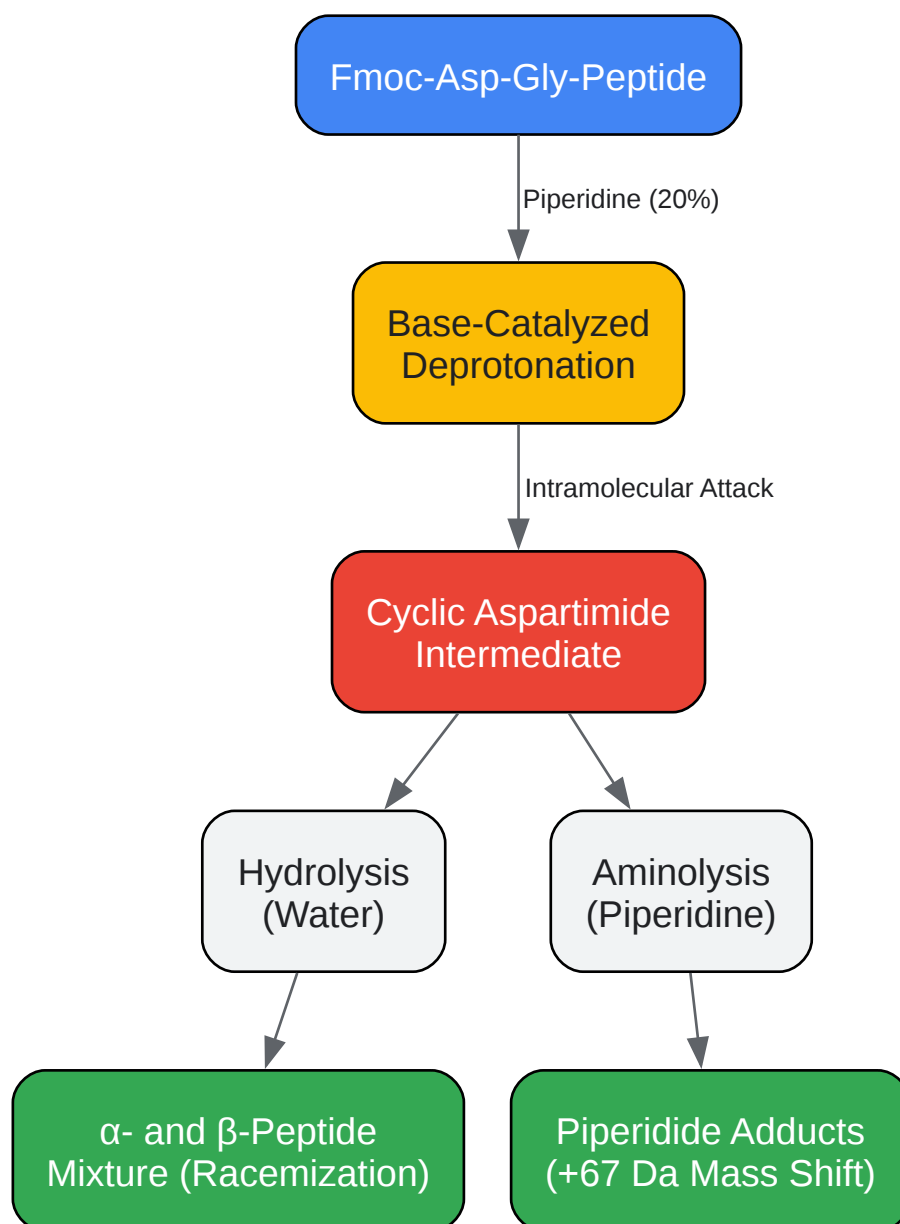 Fmoc-Asp-Gly-Peptide
Piperidine (20%)
Base-Catalyzed
Deprotonation
Intramolecular Attack
Cyclic Aspartimide
Intermediate
Hydrolysis
(Water)
Aminolysis
(Piperidine)
α- and β-Peptide
Mixture (Racemization)
Piperidide Adducts
(+67 Da Mass Shift)